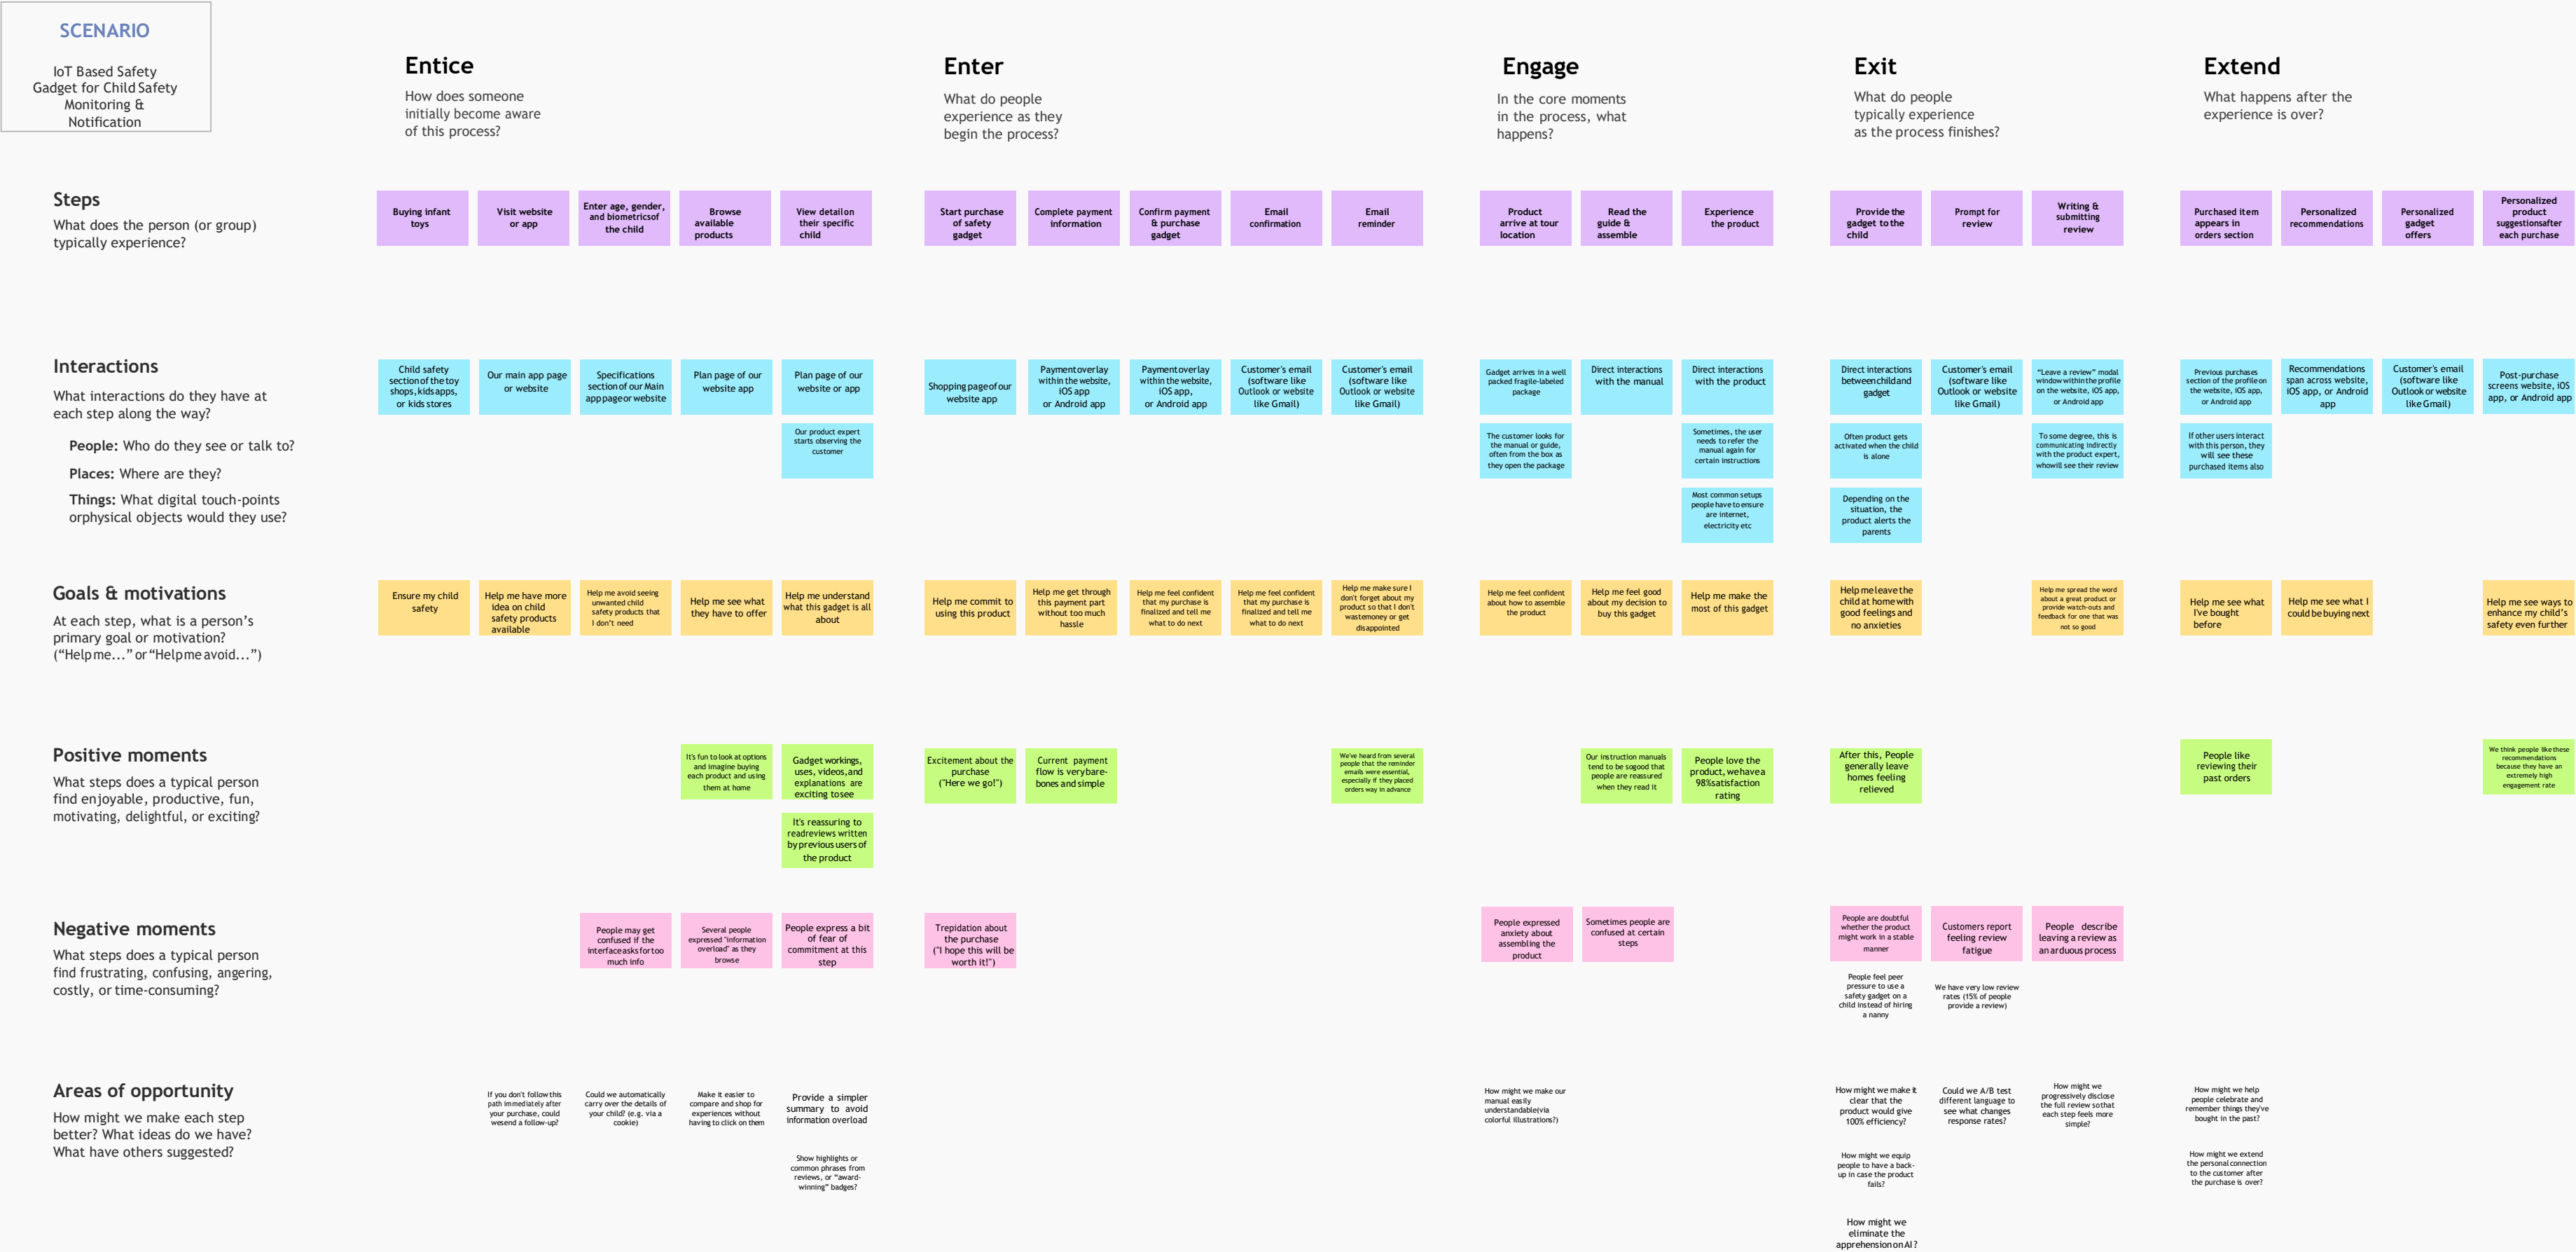 SCENARIO
IoT Based Safety
Gadget for Child Safety
Monitoring &
Notification
Entice
How does someone
initially become aware
of this process?
Enter
What do people
experience as they
begin the process?
Engage
In the core moments
in the process, what
happens?
Exit
What do people
typically experience
as the process finishes?
Extend
What happens after the
experience is over?
Steps
What does the person (or group)
typically experience?
Buying infant
toys
Visit website
or app
Enter age, gender,
and biometricsof
the child
Browse
available
products
View detailon
their specific
child
Start purchase
of safety
gadget
Complete payment
information
Confirm payment
& purchase
gadget
Email
confirmation
Email
reminder
Product
arrive at tour
location
Read the
guide &
assemble
Experience
the product
Provide the
gadget to the
child
Prompt for
review
Writing &
submitting
review
Purchased item
appears in
orders section
Personalized
recommendations
Personalized
gadget
offers
Personalized
product
suggestionsafter
each purchase
Interactions
What interactions do they have at
each step along the way?
People: Who do they see or talk to?
Places: Where are they?
Things: What digital touch-points
orphysical objects would they use?
Child safety
section of the toy
shops, kids apps,
or kids stores
Our main app page
or website
Specifications
section of our Main
app page or website
Plan page of our
website app
Plan page of our
website or app
Our product expert
starts observing the
customer
Shopping page of our
website app
Payment overlay
within the website,
iOS app
or Android app
Payment overlay
within the website,
iOS app,
or Android app
Customer's email
(software like
Outlook or website
like Gmail)
Customer's email
(software like
Outlook or website
like Gmail)
Gadget arrives in a well
packed fragile-labeled
package
The customer looks for
the manual or guide,
often from the box as
they open the package
Direct interactions
with the manual
Direct interactions
with the product
Sometimes, the user
needs to refer the
manual again for
certain instructions
Most common setups
people have to ensure
are internet,
electricity etc
Direct interactions
between child and
gadget
Often product gets
activated when the child
is alone
Depending on the
situation, the
product alerts the
parents
Customer's email
(software like
Outlook or website
like Gmail)
"Leave a review" modal
window within the profile
on the website, iOS app,
or Android app
To some degree, this is
communicating indirectly
with the product expert,
who will see their review
Previous purchases
section of the profile on
the website, iOS app,
or Android app
If other users interact
with this person, they
will see these
purchased items also
Recommendations
span across website,
iOS app, or Android
app
Customer's email
(software like
Outlook or website
like Gmail)
Post-purchase
screens website, iOS
app, or Android app
Goals & motivations
At each step, what is a person's
primary goal or motivation?
("Help me..." or "Help me avoid...")
Ensure my child
safety
Help me have more
idea on child
safety products
available
Help me avoid seeing
unwanted child
safety products that
I don't need
Help me see what
they have to offer
Help me understand
what this gadget is all
about
Help me commit to
using this product
Help me get through
this payment part
without too much
hassle
Help me feel confident
that my purchase is
finalized and tell me
what to do next
Help me feel confident
that my purchase is
finalized and tell me
what to do next
Help me make sure I
don't forget about my
product so that I don't
wastemoney or get
disappointed
Help me feel confident
about how to assemble
the product
Help me feel good
about my decision to
buy this gadget
Help me make the
most of this gadget
Help me leave the
child at home with
good feelings and
no anxieties
Help me spread the word
about a great product or
provide watch-outs and
feedback for one that was
not so good
Help me see what
I've bought
before
Help me see what I
could be buying next
Help me see ways to
enhance my child's
safety even further
Positive moments
What steps does a typical person
find enjoyable, productive, fun,
motivating, delightful, or exciting?
It's fun to look at options
and imagine buying
each product and using
them at home
Gadget workings,
uses, videos,and
explanations are
exciting to see
It's reassuring to
readreviews written
by previous users of
the product
Excitement about the
purchase
("Here we go!")
Current payment
flow is very bare-
bones and simple
We've heard from several
people that the reminder
emails were essential,
especially if they placed
orders way in advance
Our instruction manuals
tend to be sogood that
people are reassured
when they read it
People love the
product, we have a
98% satisfaction
rating
After this, People
generally leave
homes feeling
relieved
People like
reviewing their
past orders
We think people like these
recommendations
because they have an
extremely high
engagement rate
Negative moments
What steps does a typical person
find frustrating, confusing, angering,
costly, or time-consuming?
People may get
confused if the
interface asks for too
much info
Several people
expressed "information
overload" as they
browse
People express a bit
of fear of
commitment at this
step
Trepidation about
the purchase
("I hope this will be
worth it!")
People expressed
anxiety about
assembling the
product
Sometimes people are
confused at certain
steps
People are doubtful
whether the product
might work in a stable
manner
People feel peer
pressure to use a
safety gadget on a
child instead of hiring
a nanny
Customers report
feeling review
fatigue
We have very low review
rates (15% of people
provide a review)
People describe
leaving a review as
an arduous process
Areas of opportunity
How might we make each step
better? What ideas do we have?
What have others suggested?
If you don't follow this
path immediately after
your purchase, could
wesend a follow-up?
Could we automatically
carry over the details of
your child? (e.g. via a
cookie)
Make it easier to
compare and shop for
experiences without
having to click on them
Provide a simpler
summary to avoid
information overload
Show highlights or
common phrases from
reviews, or "award-
winning" badges?
How might we make our
manual easily
understandable(via
colorful illustrations?)
How might we make it
clear that the
product would give
100% efficiency?
How might we equip
people to have a back-
up in case the product
fails?
How might we
eliminate the
apprehension on AI?
Could we A/B test
different language to
see what changes
response rates?
How might we
progressively disclose
the full review so that
each step feels more
simple?
How might we help
people celebrate and
remember things they've
bought in the past?
How might we extend
the personal connection
to the customer after
the purchase is over?